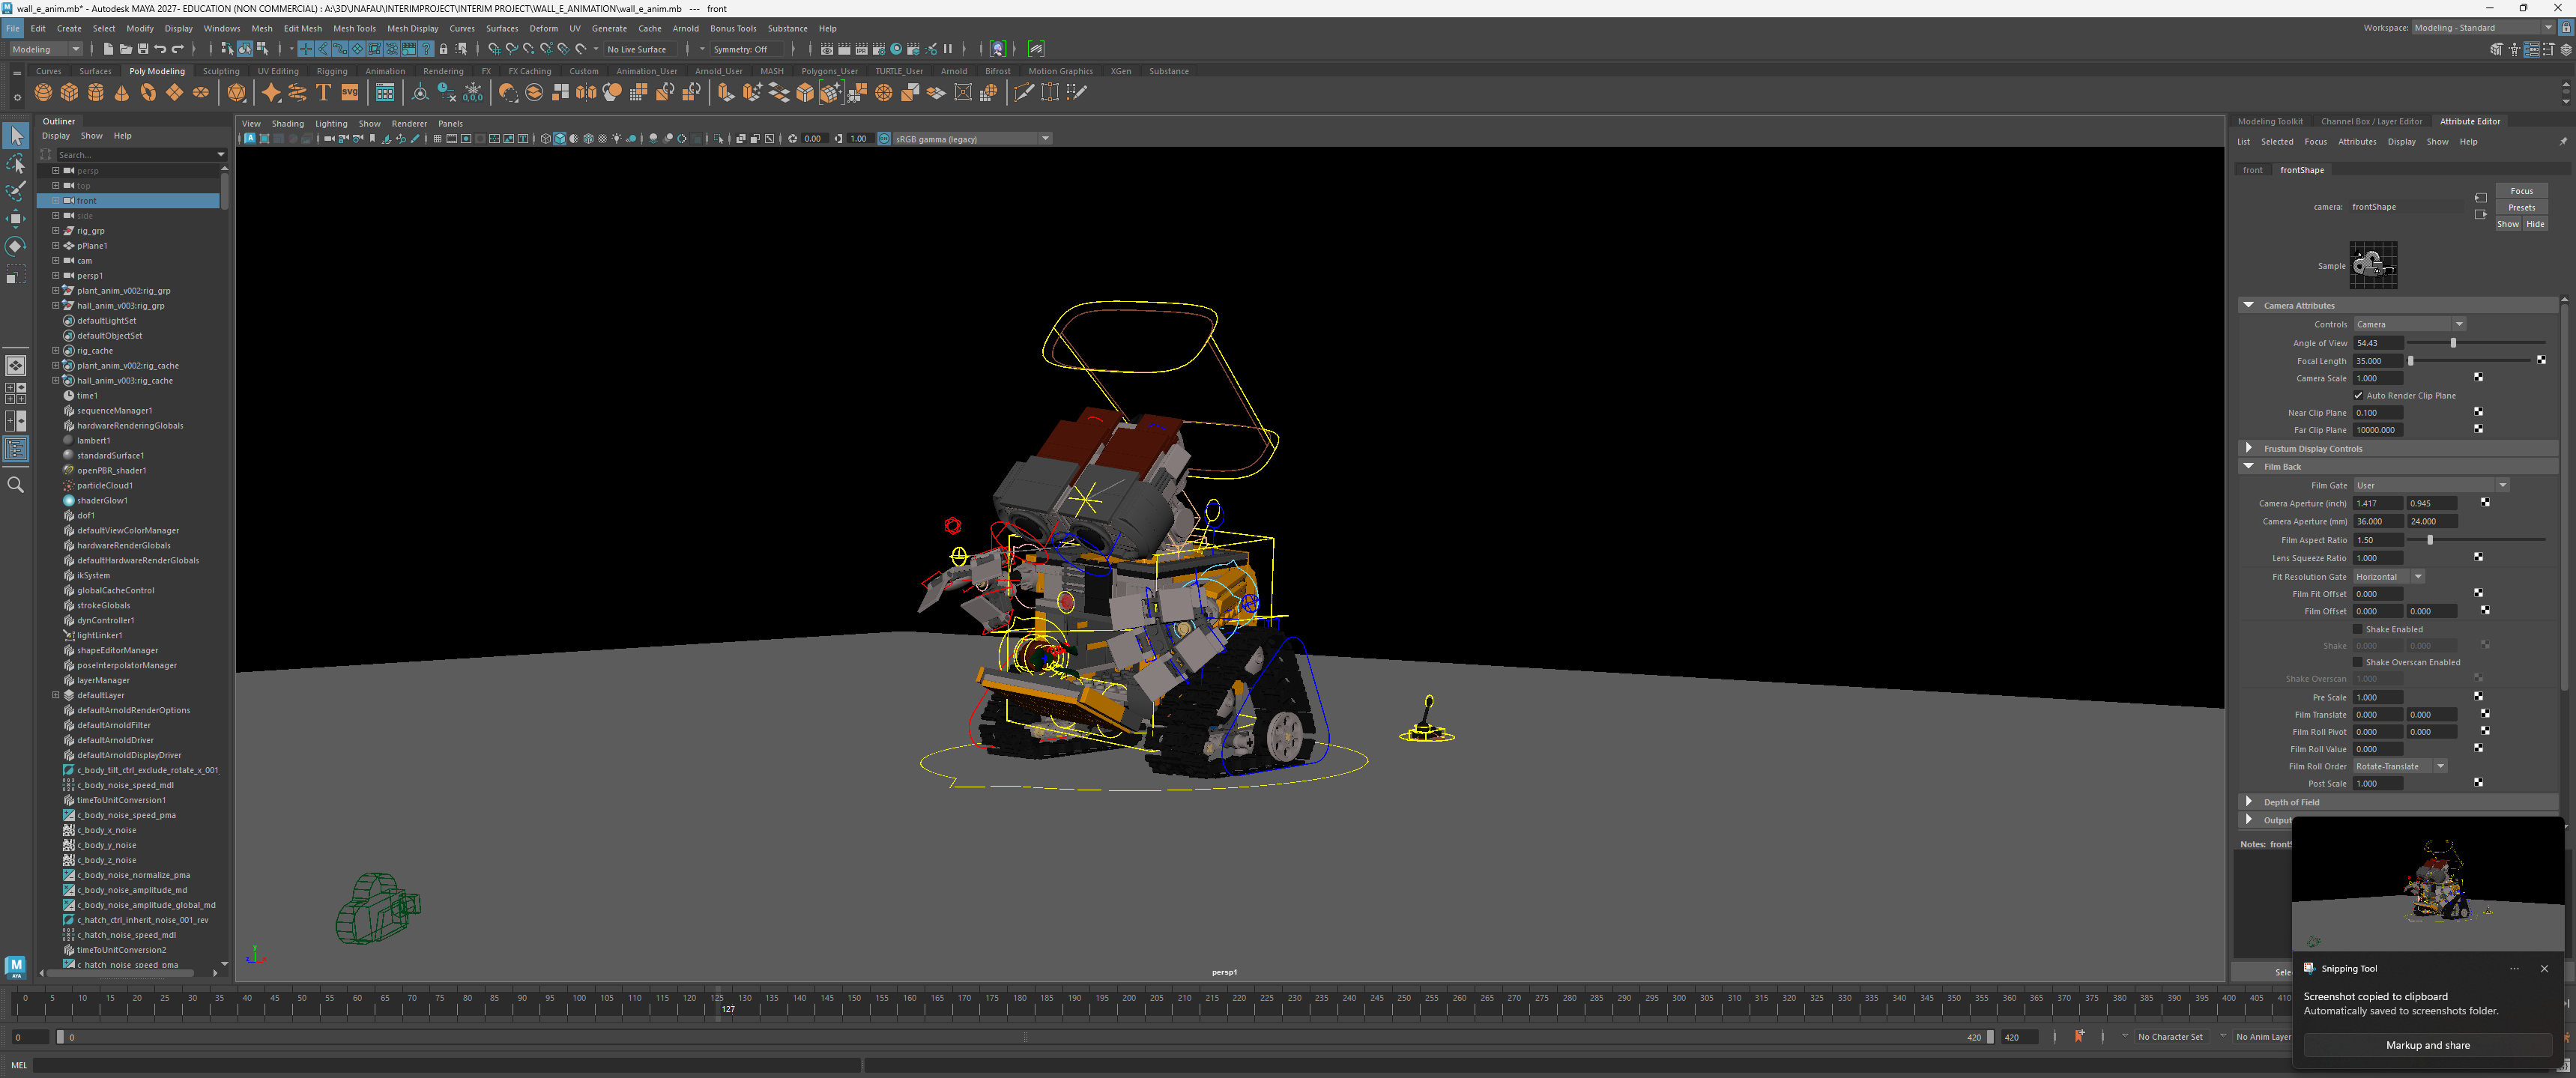 wall_e_anim.mb* - Autodesk MAYA 2027- EDUCATION (NON COMMERCIAL) : A:\3D\UNAFAU\INTERIMPROJECT\INTERIM PROJECT\WALL_E_ANIMATION\wall_e_anim.mb --- front
File Edit Create Select Modify Display Windows Mesh Edit Mesh Mesh Tools Mesh Display Curves Surfaces Deform UV Generate Cache Arnold Bonus Tools Substance Help
Workspace: Modeling - Standard
Modeling No Live Surface Symmetry: Off
Curves Surfaces Poly Modeling Sculpting UV Editing Rigging Animation Rendering FX FX Caching Custom Animation_User Arnold_User MASH Polygons_User TURTLE_User Arnold Bifrost Motion Graphics XGen Substance
Outliner
Display Show Help
Search...
persp
top
front
side
rig_grp
pPlane1
cam
persp1
plant_anim_v002:rig_grp
hall_anim_v003:rig_grp
defaultLightSet
defaultObjectSet
rig_cache
plant_anim_v002:rig_cache
hall_anim_v003:rig_cache
time1
sequenceManager1
hardwareRenderingGlobals
lambert1
standardSurface1
openPBR_shader1
particleCloud1
shaderGlow1
dof1
defaultViewColorManager
hardwareRenderGlobals
defaultHardwareRenderGlobals
ikSystem
globalCacheControl
strokeGlobals
dynController1
lightLinker1
shapeEditorManager
poseInterpolatorManager
layerManager
defaultLayer
defaultArnoldRenderOptions
defaultArnoldFilter
defaultArnoldDriver
defaultArnoldDisplayDriver
c_body_tilt_ctrl_exclude_rotate_x_001
c_body_noise_speed_mdl
timeToUnitConversion1
c_body_noise_speed_pma
c_body_x_noise
c_body_y_noise
c_body_z_noise
c_body_noise_normalize_pma
c_body_noise_amplitude_md
c_body_noise_amplitude_global_md
c_hatch_ctrl_inherit_noise_001_rev
c_hatch_noise_speed_mdl
timeToUnitConversion2
c_hatch_noise_speed_pma
View Shading Lighting Show Renderer Panels
0.00 1.00 sRGB gamma (legacy)
persp1
Modeling Toolkit Channel Box / Layer Editor Attribute Editor
List Selected Focus Attributes Display Show Help
front frontShape
camera: frontShape
Focus
Presets
Show Hide
Sample
Camera Attributes
Controls Camera
Angle of View 54.43
Focal Length 35.000
Camera Scale 1.000
Auto Render Clip Plane
Near Clip Plane 0.100
Far Clip Plane 10000.000
Frustum Display Controls
Film Back
Film Gate User
Camera Aperture (inch) 1.417 0.945
Camera Aperture (mm) 36.000 24.000
Film Aspect Ratio 1.50
Lens Squeeze Ratio 1.000
Fit Resolution Gate Horizontal
Film Fit Offset 0.000
Film Offset 0.000 0.000
Shake Enabled
Shake 0.000 0.000
Shake Overscan Enabled
Shake Overscan 1.000
Pre Scale 1.000
Film Translate 0.000 0.000
Film Roll Pivot 0.000 0.000
Film Roll Value 0.000
Film Roll Order Rotate-Translate
Post Scale 1.000
Depth of Field
Output
Notes: front
Sele
Snipping Tool
Screenshot copied to clipboard
Automatically saved to screenshots folder.
Markup and share
0 5 10 15 20 25 30 35 40 45 50 55 60 65 70 75 80 85 90 95 100 105 110 115 120 125 130 135 140 145 150 155 160 165 170 175 180 185 190 195 200 205 210 215 220 225 230 235 240 245 250 255 260 265 270 275 280 285 290 295 300 305 310 315 320 325 330 335 340 345 350 355 360 365 370 375 380 385 390 395 400 405 410
127
0 0 420 420 No Character Set No Anim Layer
MEL